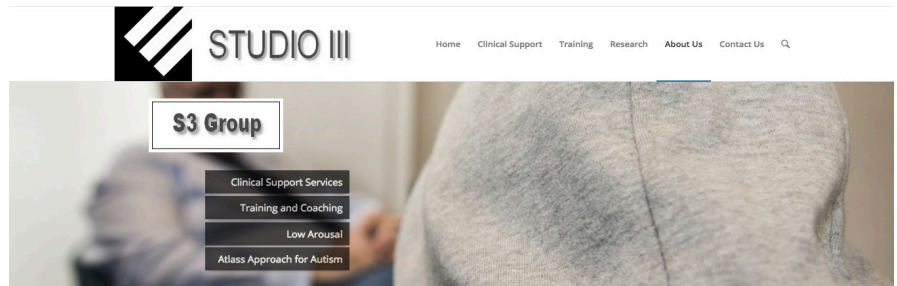 STUDIO III
Home Clinical Support Training Research About Us Contact Us
S3 Group
Clinical Support Services
Training and Coaching
Low Arousal
Atlass Approach for Autism